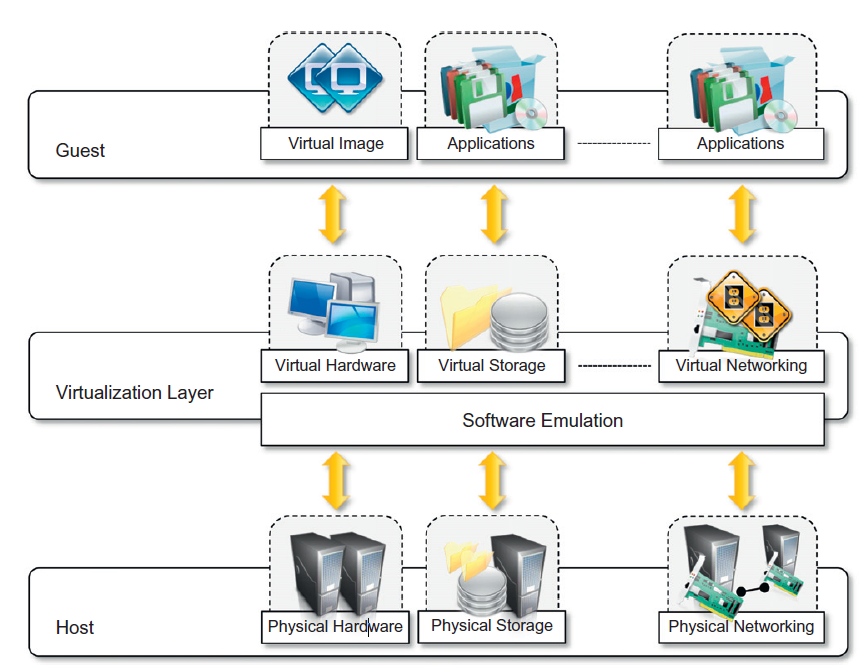 Virtual Image
Applications
Applications
Guest
Virtual Hardware
Virtual Storage
Virtual Networking
Virtualization Layer
Software Emulation
Physical Hardware
Physical Storage
Physical Networking
Host